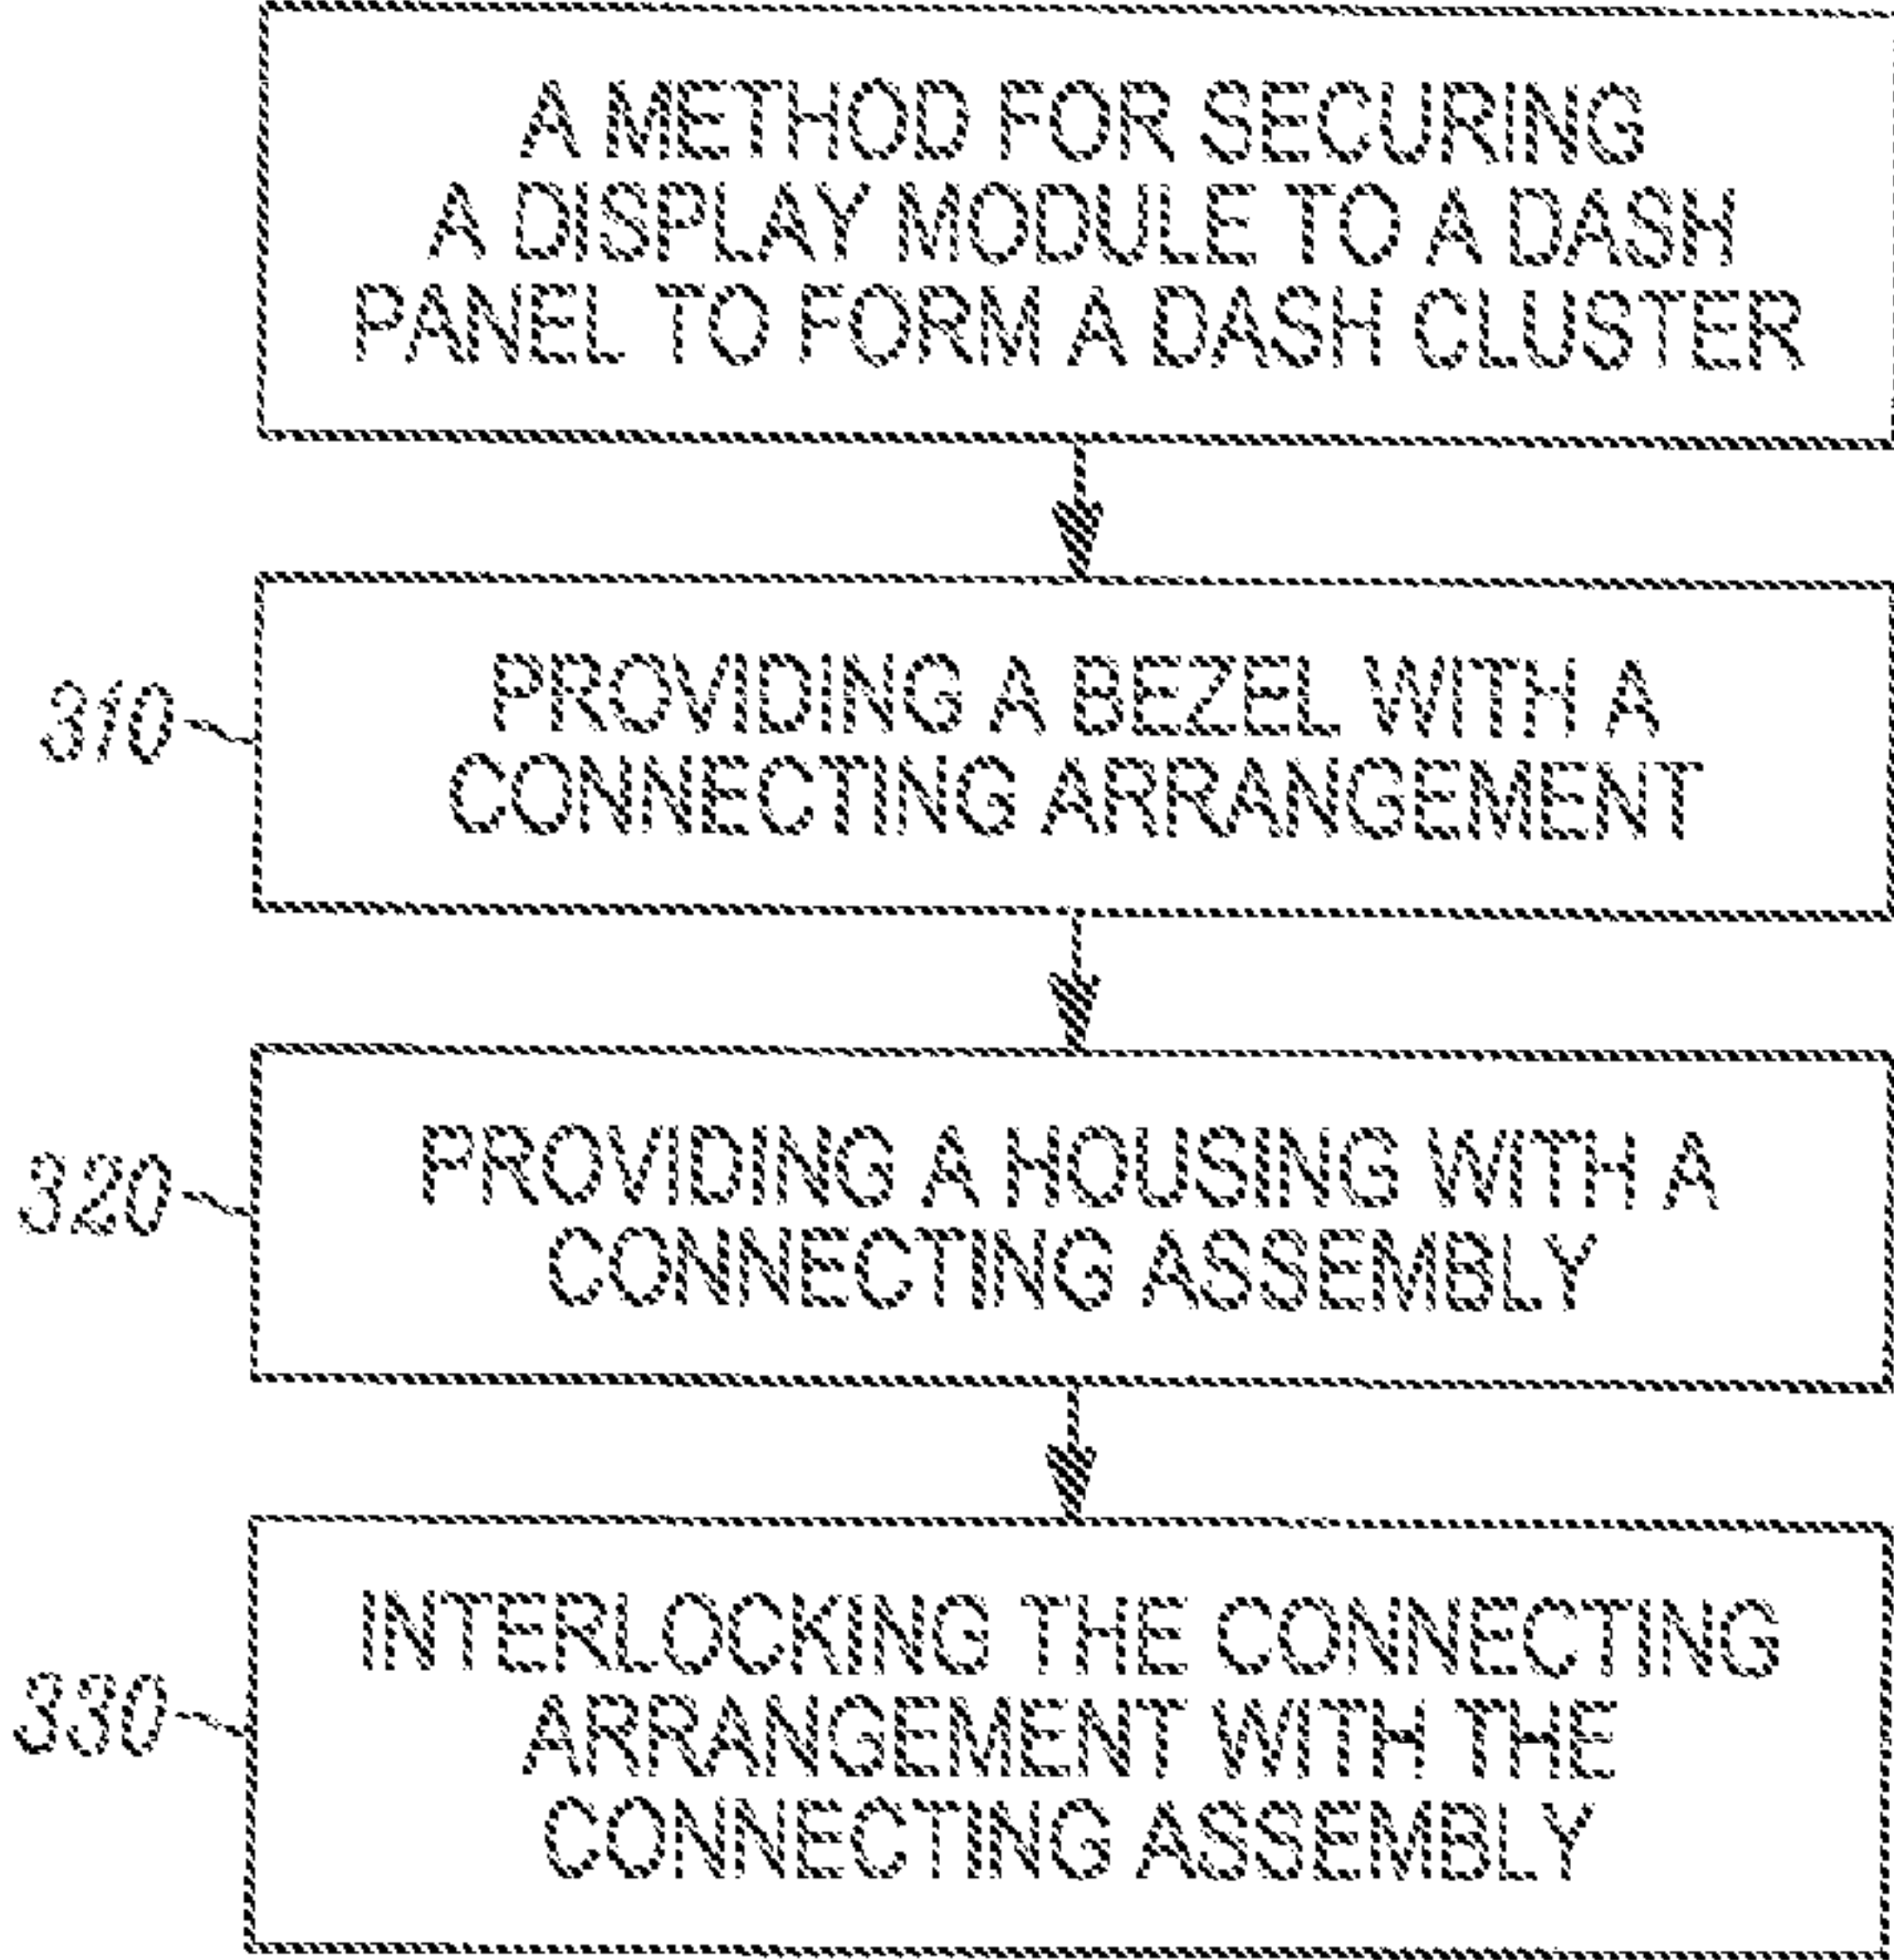 A METHOD FOR SECURING
A DISPLAY MODULE TO A DASH
PANEL TO FORM A DASH CLUSTER
310
PROVIDING A BEZEL WITH A
CONNECTING ARRANGEMENT
320
PROVIDING A HOUSING WITH A
CONNECTING ASSEMBLY
330
INTERLOCKING THE CONNECTING
ARRANGEMENT WITH THE
CONNECTING ASSEMBLY